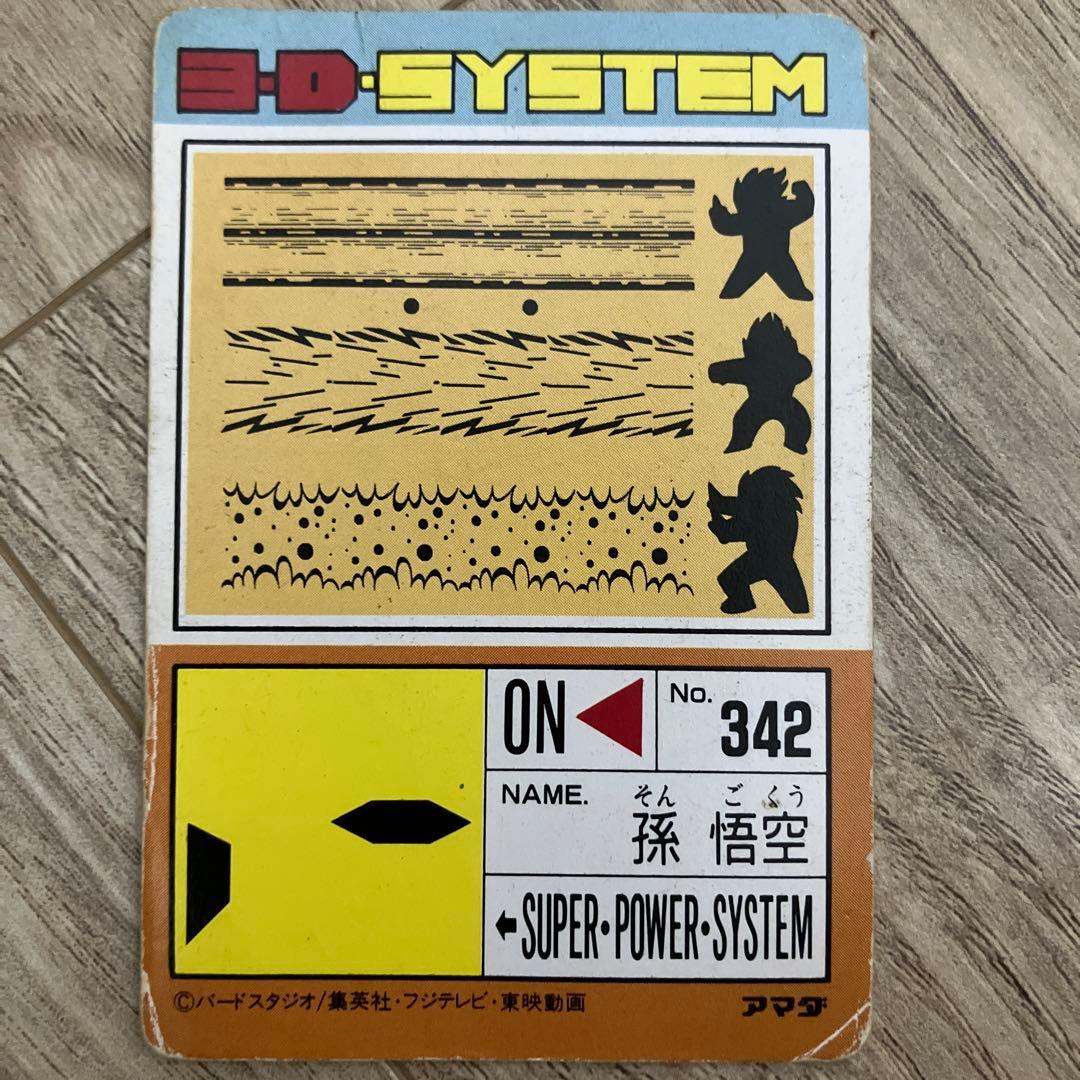 3·D·SYSTEM
ON
No. 342
NAME.
そん ご くう
孫 悟空
SUPER·POWER·SYSTEM
©バードスタジオ/集英社・フジテレビ・東映動画
アマダ